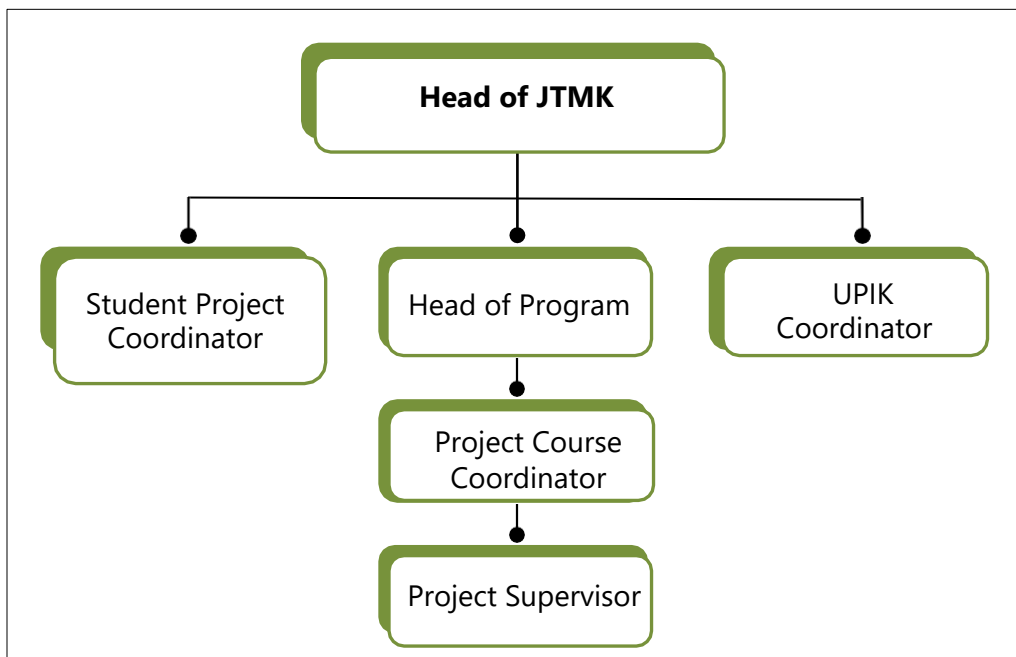 Head of JTMK
Student Project
Coordinator
Head of Program
UPIK
Coordinator
Project Course
Coordinator
Project Supervisor